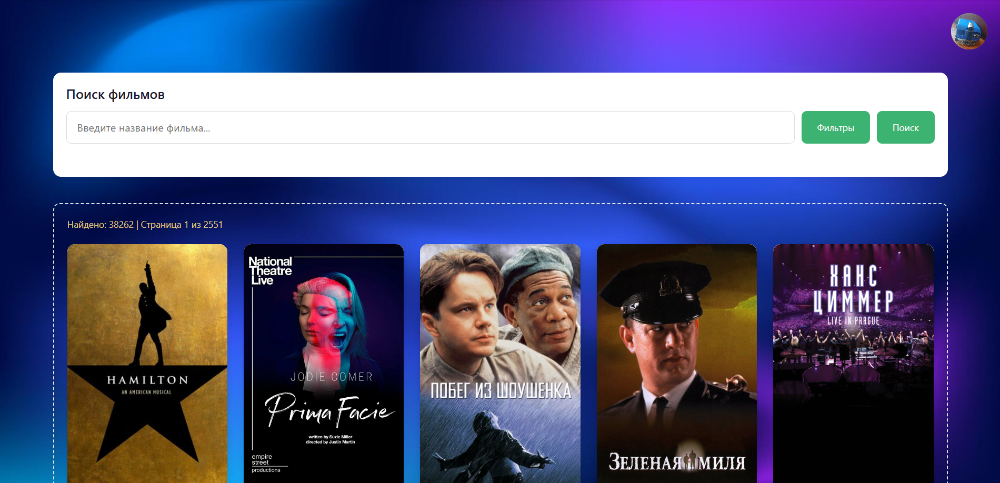 Поиск фильмов
Введите название фильма...
Фильтры
Поиск
Найдено: 38262 | Страница 1 из 2551
HAMILTON
AN AMERICAN MUSICAL
National
Theatre
Live
JODIE COMER
Prima Facie
written by Suzie Miller
directed by Justin Martin
empire
street
productions
ПОБЕГ ИЗ ШОУШЕНКА
ЗЕЛЕНАЯ МИЛЯ
ХАНС
ЦИММЕР
LIVE IN PRAGUE